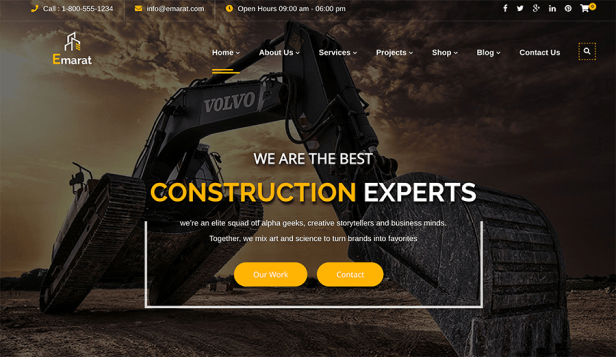 Call : 1-800-555-1234 info@emarat.com Open Hours 09:00 am - 06:00 pm
0
Emarat
Home About Us Services Projects Shop Blog Contact Us
VOLVO
WE ARE THE BEST
CONSTRUCTION EXPERTS
we're an elite squad off alpha geeks, creative storytellers and business minds.
Together, we mix art and science to turn brands into favorites
Our Work Contact